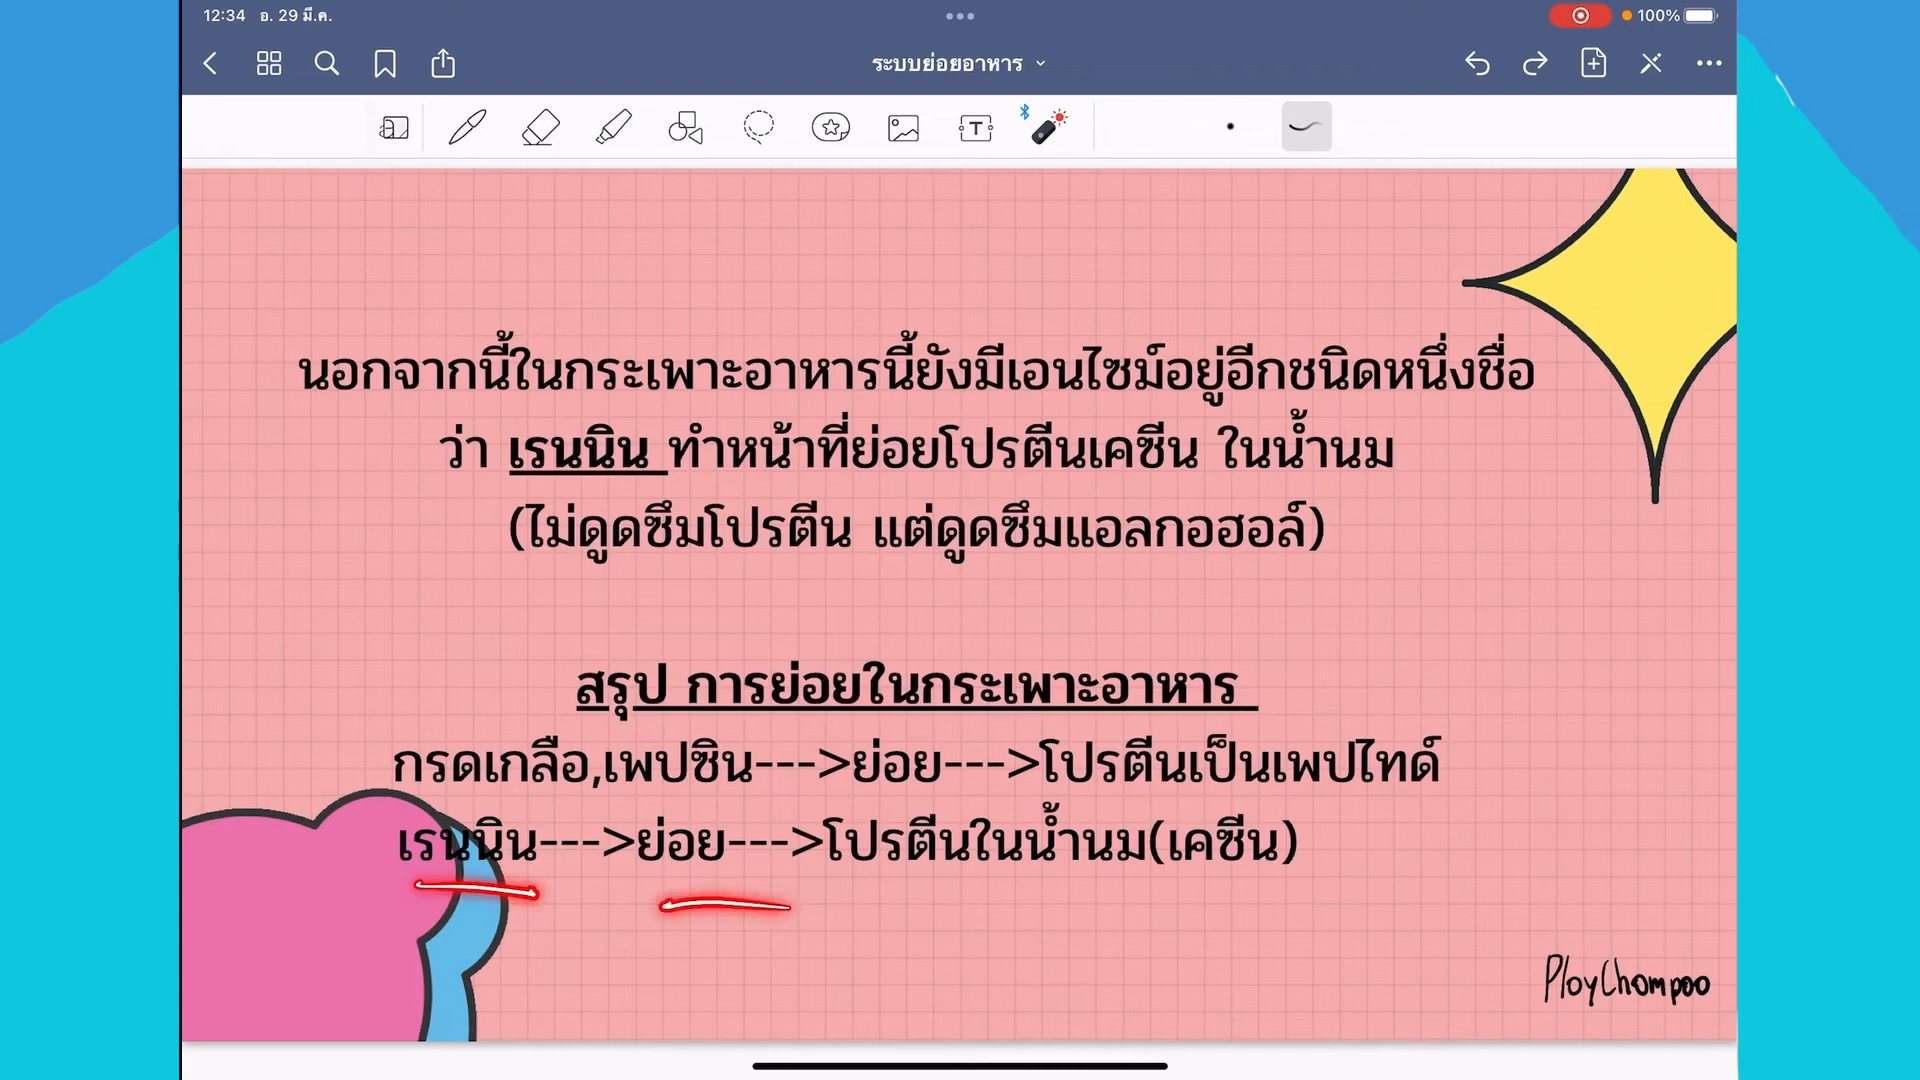 12:34 อ. 29 มี.ค.
100%
ระบบย่อยอาหาร
นอกจากนี้ในกระเพาะอาหารนี้ยังมีเอนไซม์อยู่อีกชนิดหนึ่งชื่อ
ว่า เรนนิน ทำหน้าที่ย่อยโปรตีนเคซีน ในน้ำนม
(ไม่ดูดซึมโปรตีน แต่ดูดซึมแอลกอฮอล์)
สรุป การย่อยในกระเพาะอาหาร
กรดเกลือ,เพปซิน--->ย่อย--->โปรตีนเป็นเพปไทด์
เรนนิน--->ย่อย--->โปรตีนในน้ำนม(เคซีน)
PloyChompoo